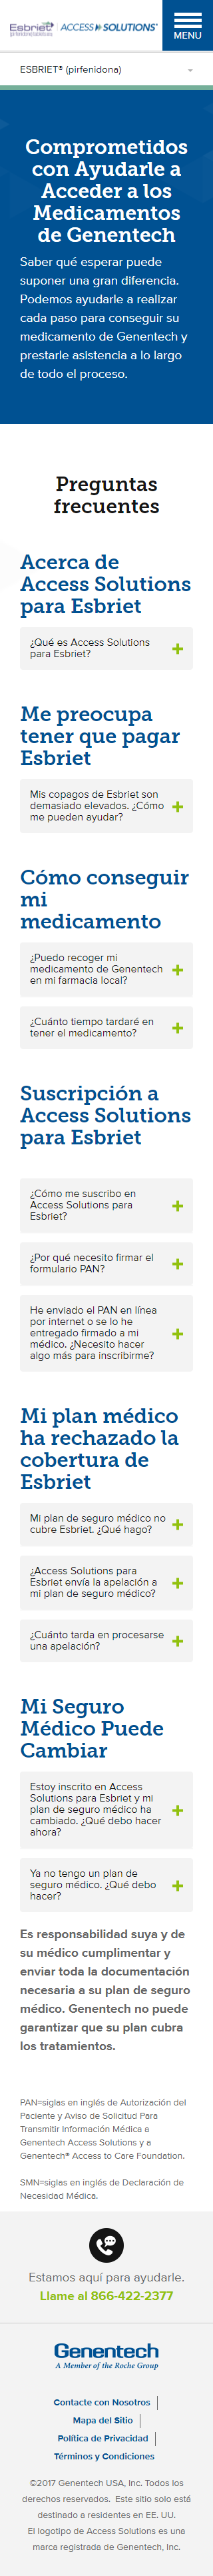 Esbriet
ACCESS SOLUTIONS®
MENU
ESBRIET® (pirfenidona)
Comprometidos
con Ayudarle a
Acceder a los
Medicamentos
de Genentech
Saber qué esperar puede
suponer una gran diferencia.
Podemos ayudarle a realizar
cada paso para conseguir su
medicamento de Genentech y
prestarle asistencia a lo largo
de todo el proceso.
Preguntas
frecuentes
Acerca de
Access Solutions
para Esbriet
¿Qué es Access Solutions
para Esbriet?
Me preocupa
tener que pagar
Esbriet
Mis copagos de Esbriet son
demasiado elevados. ¿Cómo
me pueden ayudar?
Cómo conseguir
mi
medicamento
¿Puedo recoger mi
medicamento de Genentech
en mi farmacia local?
¿Cuánto tiempo tardaré en
tener el medicamento?
Suscripción a
Access Solutions
para Esbriet
¿Cómo me suscribo en
Access Solutions para
Esbriet?
¿Por qué necesito firmar el
formulario PAN?
He enviado el PAN en línea
por internet o se lo he
entregado firmado a mi
médico. ¿Necesito hacer
algo más para inscribirme?
Mi plan médico
ha rechazado la
cobertura de
Esbriet
Mi plan de seguro médico no
cubre Esbriet. ¿Qué hago?
¿Access Solutions para
Esbriet envía la apelación a
mi plan de seguro médico?
¿Cuánto tarda en procesarse
una apelación?
Mi Seguro
Médico Puede
Cambiar
Estoy inscrito en Access
Solutions para Esbriet y mi
plan de seguro médico ha
cambiado. ¿Qué debo hacer
ahora?
Ya no tengo un plan de
seguro médico. ¿Qué debo
hacer?
Es responsabilidad suya y de
su médico cumplimentar y
enviar toda la documentación
necesaria a su plan de seguro
médico. Genentech no puede
garantizar que su plan cubra
los tratamientos.
PAN=siglas en inglés de Autorización del
Paciente y Aviso de Solicitud Para
Transmitir Información Médica a
Genentech Access Solutions y a
Genentech® Access to Care Foundation.
SMN=siglas en inglés de Declaración de
Necesidad Médica.
Estamos aquí para ayudarle.
Llame al 866-422-2377
Genentech
A Member of the Roche Group
Contacte con Nosotros
Mapa del Sitio
Política de Privacidad
Términos y Condiciones
©2017 Genentech USA, Inc. Todos los
derechos reservados. Este sitio solo está
destinado a residentes en EE. UU.
El logotipo de Access Solutions es una
marca registrada de Genentech, Inc.